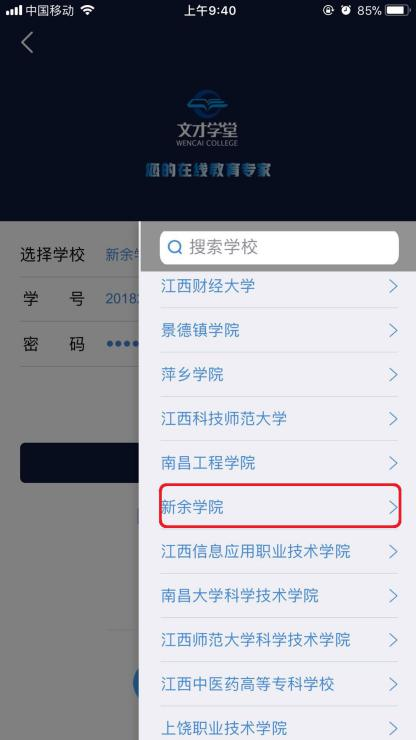 中国移动
上午9:40
85%
文才学堂
WENCAI COLLEGE
您的在线教育专家
选择学校 新余
学 号 2018
密 码
搜索学校
江西财经大学
景德镇学院
萍乡学院
江西科技师范大学
南昌工程学院
新余学院
江西信息应用职业技术学院
南昌大学科学技术学院
江西师范大学科学技术学院
江西中医药高等专科学校
上饶职业技术学院